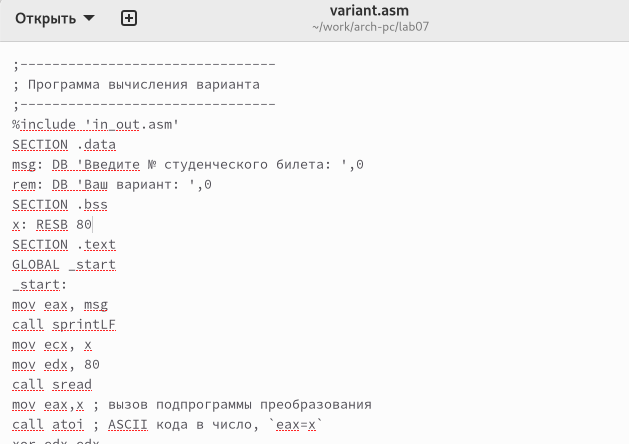 Открыть
variant.asm
~/work/arch-pc/lab07
;--------------------------------
; Программа вычисления варианта
;--------------------------------
%include 'in_out.asm'
SECTION .data
msg: DB 'Введите № студенческого билета: ',0
rem: DB 'Ваш вариант: ',0
SECTION .bss
x: RESB 80
SECTION .text
GLOBAL _start
_start:
mov eax, msg
call sprintLF
mov ecx, x
mov edx, 80
call sread
mov eax,x ; вызов подпрограммы преобразования
call atoi ; ASCII кода в число, `eax=x`
xor edx,edx